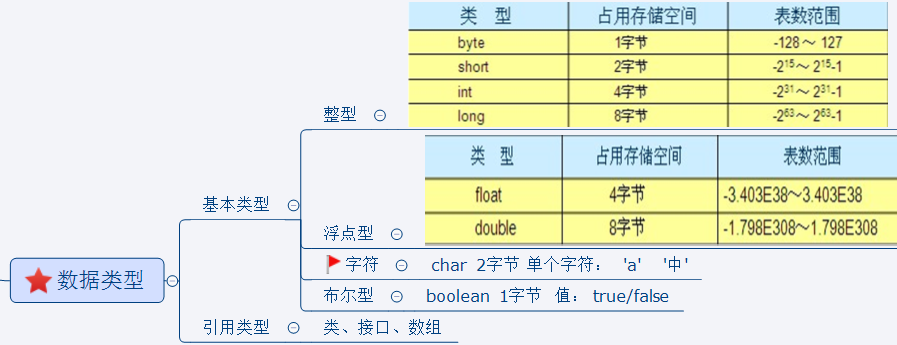 类 型 占用存储空间 表数范围
byte 1字节 -128～ 127
short 2字节 -2¹⁵～ 2¹⁵-1
int 4字节 -2³¹～ 2³¹-1
long 8字节 -2⁶³～ 2⁶³-1
整型
类 型 占用存储空间 表数范围
float 4字节 -3.403E38～3.403E38
double 8字节 -1.798E308～1.798E308
基本类型
浮点型
字符 char 2字节 单个字符： 'a' '中'
数据类型
布尔型 boolean 1字节 值：true/false
引用类型 类、接口、数组